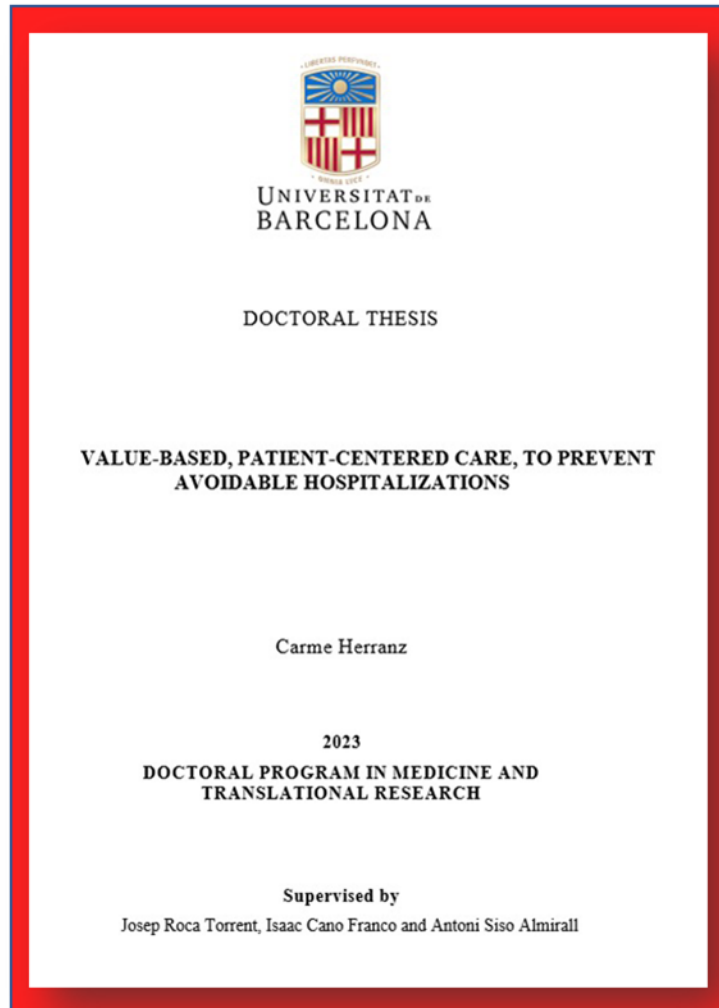 · LIBERTAS PERFUNDET ·
· OMNIA LUCE ·
UNIVERSITAT DE
BARCELONA
DOCTORAL THESIS
VALUE-BASED, PATIENT-CENTERED CARE, TO PREVENT
AVOIDABLE HOSPITALIZATIONS
Carme Herranz
2023
DOCTORAL PROGRAM IN MEDICINE AND
TRANSLATIONAL RESEARCH
Supervised by
Josep Roca Torrent, Isaac Cano Franco and Antoni Siso Almirall